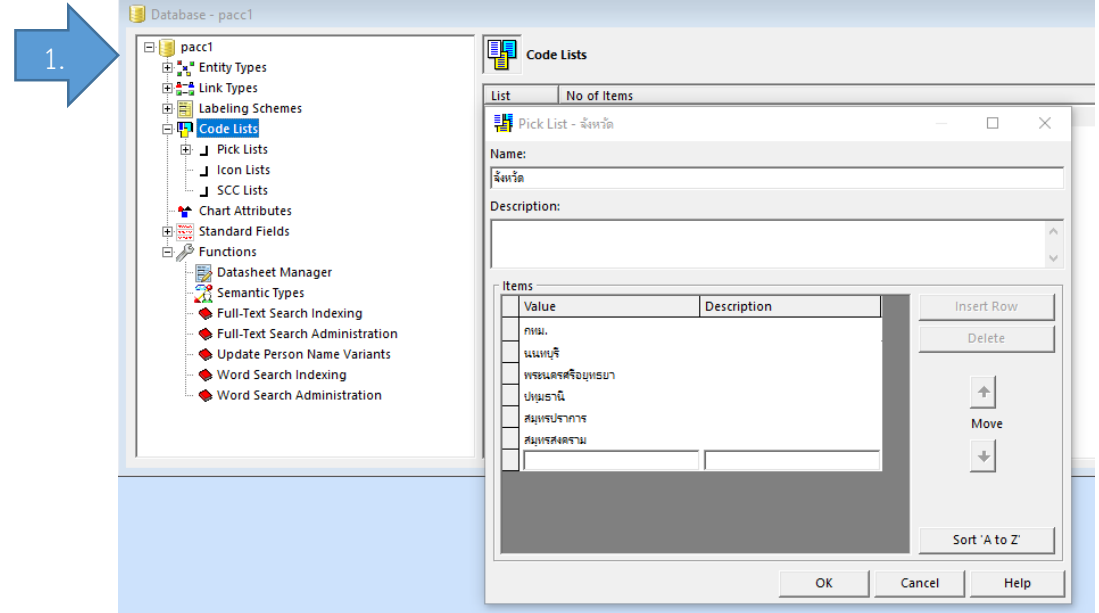 1.
Database - pacc1
pacc1
Entity Types
Link Types
Labeling Schemes
Code Lists
Pick Lists
Icon Lists
SCC Lists
Chart Attributes
Standard Fields
Functions
Datasheet Manager
Semantic Types
Full-Text Search Indexing
Full-Text Search Administration
Update Person Name Variants
Word Search Indexing
Word Search Administration
Code Lists
List No of Items
Pick List - จังหวัด
Name:
จังหวัด
Description:
Items
Value Description
กทม.
นนทบุรี
พระนครศรีอยุทธยา
ปทุมธานี
สมุทรปราการ
สมุทรสงคราม
Insert Row
Delete
Move
Sort 'A to Z'
OK Cancel Help